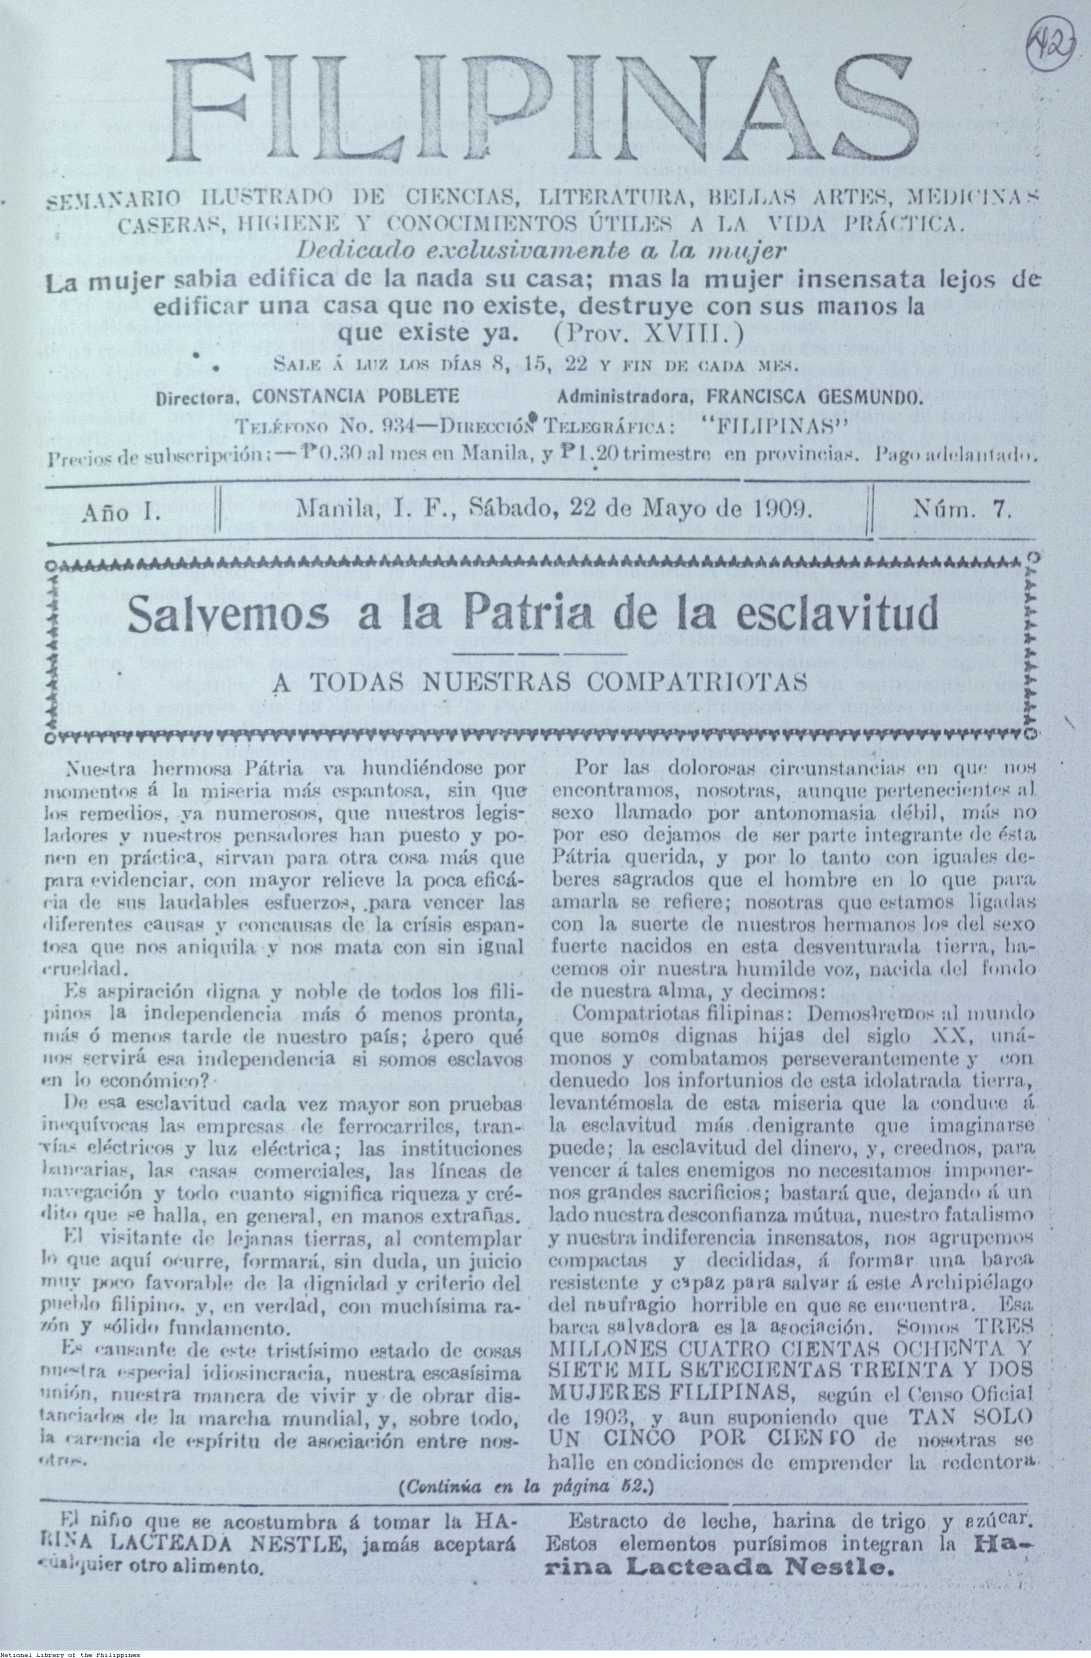 42
FILIPINAS
SEMANARIO ILUSTRADO DE CIENCIAS, LITERATURA, BELLAS ARTES, MEDICINAS
CASERAS, HIGIENE Y CONOCIMIENTOS ÚTILES A LA VIDA PRÁCTICA.
Dedicado exclusivamente a la mujer
La mujer sabia edifica de la nada su casa; mas la mujer insensata lejos de
edificar una casa que no existe, destruye con sus manos la
que existe ya. (Prov. XVIII.)
SALE Á LUZ LOS DÍAS 8, 15, 22 Y FIN DE CADA MES.
Directora, CONSTANCIA POBLETE Administradora, FRANCISCA GESMUNDO.
TELÉFONO No. 934—DIRECCIÓN TELEGRÁFICA: "FILIPINAS"
Precios de subscripción:—₱0.30 al mes en Manila, y ₱1.20 trimestre en provincias. Pago adelantado.
Año I. Manila, I. F., Sábado, 22 de Mayo de 1909. Núm. 7.
Salvemos a la Patria de la esclavitud
A TODAS NUESTRAS COMPATRIOTAS
Nuestra hermosa Pátria va hundiéndose por
momentos á la miseria más espantosa, sin que
los remedios, ya numerosos, que nuestros legis-
ladores y nuestros pensadores han puesto y po-
nen en práctica, sirvan para otra cosa más que
para evidenciar, con mayor relieve la poca eficá-
cia de sus laudables esfuerzos, para vencer las
diferentes causas y concausas de la crísis espan-
tosa que nos aniquila y nos mata con sin igual
crueldad.
Es aspiración digna y noble de todos los fili-
pinos la independencia más ó menos pronta,
más ó menos tarde de nuestro país; ¿pero qué
nos servirá esa independencia si somos esclavos
en lo económico?
De esa esclavitud cada vez mayor son pruebas
inequívocas las empresas de ferrocarriles, tran-
vías eléctricos y luz eléctrica; las instituciones
bancarias, las casas comerciales, las líneas de
navegación y todo cuanto significa riqueza y cré-
dito que se halla, en general, en manos extrañas.
El visitante de lejanas tierras, al contemplar
lo que aquí ocurre, formará, sin duda, un juicio
muy poco favorable de la dignidad y criterio del
pueblo filipino. y, en verdad, con muchísima ra-
zón y sólido fundamento.
Es causante de este tristísimo estado de cosas
nuestra especial idiosincracia, nuestra escasísima
unión, nuestra manera de vivir y de obrar dis-
tanciados de la marcha mundial, y, sobre todo,
la carencia de espíritu de asociación entre nos-
otros.
Por las dolorosas circunstancias en que nos
encontramos, nosotras, aunque pertenecientes al
sexo llamado por antonomasia débil, más no
por eso dejamos de ser parte integrante de ésta
Pátria querida, y por lo tanto con iguales de-
beres sagrados que el hombre en lo que para
amarla se refiere; nosotras que estamos ligadas
con la suerte de nuestros hermanos los del sexo
fuerte nacidos en esta desventurada tierra, ha-
cemos oir nuestra humilde voz, nacida del fondo
de nuestra alma, y decimos:
Compatriotas filipinas: Demostremos al mundo
que somos dignas hijas del siglo XX, uná-
monos y combatamos perseverantemente y con
denuedo los infortunios de esta idolatrada tierra,
levantémosla de esta miseria que la conduce á
la esclavitud más denigrante que imaginarse
puede; la esclavitud del dinero, y, creednos, para
vencer á tales enemigos no necesitamos imponer-
nos grandes sacrificios; bastará que, dejando á un
lado nuestra desconfianza mútua, nuestro fatalismo
y nuestra indiferencia insensatos, nos agrupemos
compactas y decididas, á formar una barca
resistente y capaz para salvar á este Archipiélago
del naufragio horrible en que se encuentra. Esa
barca salvadora es la asociación. Somos TRES
MILLONES CUATRO CIENTAS OCHENTA Y
SIETE MIL SETECIENTAS TREINTA Y DOS
MUJERES FILIPINAS, según el Censo Oficial
de 1903, y aun suponiendo que TAN SOLO
UN CINCO POR CIENTO de nosotras se
halle en condiciones de emprender la redentora
(Continúa en la página 52.)
El niño que se acostumbra á tomar la HA-
RINA LACTEADA NESTLE, jamás aceptará
cualquier otro alimento.
Estracto de leche, harina de trigo y azúcar.
Estos elementos purísimos integran la Ha-
rina Lacteada Nestle.
National Library of the Philippines